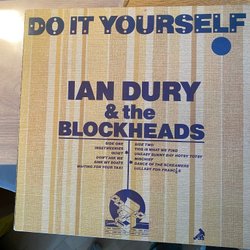 DO IT YOURSELF
IAN DURY
& the
BLOCKHEADS
SIDE ONE
INBETWEENIES
QUIET
DON'T ASK ME
SINK MY BOATS
WAITING FOR YOUR TAXI
SIDE TWO
THIS IS WHAT WE FIND
UNEASY SUNNY DAY HOTSY TOTSY
MISCHIEF
DANCE OF THE SCREAMERS
LULLABY FOR FRANCIES